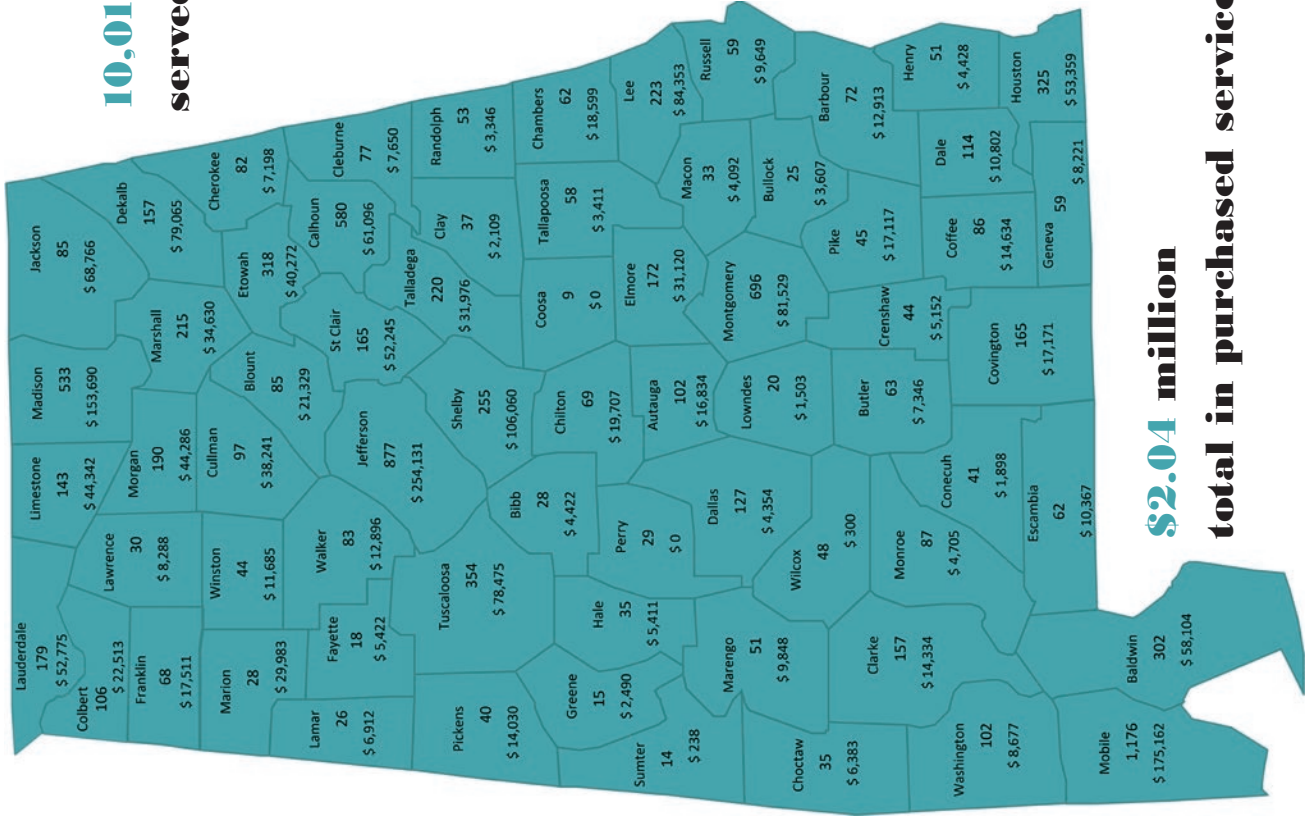 10,01
served
Jackson
85
$ 68,766
Dekalb
157
$ 79,065
Cherokee
82
$ 7,198
Madison
533
$ 153,690
Marshall
215
$ 34,630
Etowah
318
$ 40,272
Calhoun
580
$ 61,096
Cleburne
77
$ 7,650
Limestone
143
$ 44,342
Morgan
190
$ 44,286
Cullman
97
$ 38,241
Blount
85
$ 21,329
St Clair
165
$ 52,245
Talladega
220
$ 31,976
Clay
37
$ 2,109
Randolph
53
$ 3,346
Lauderdale
179
$ 52,775
Colbert
106
$ 22,513
Franklin
68
$ 17,511
Lawrence
30
$ 8,288
Winston
44
$ 11,685
Walker
83
$ 12,896
Jefferson
877
$ 254,131
Shelby
255
$ 106,060
Marion
28
$ 29,983
Fayette
18
$ 5,422
Lamar
26
$ 6,912
Pickens
40
$ 14,030
Tuscaloosa
354
$ 78,475
Bibb
28
$ 4,422
Chilton
69
$ 19,707
Coosa
9
$ 0
Tallapoosa
58
$ 3,411
Chambers
62
$ 18,599
Lee
223
$ 84,353
Russell
59
$ 9,649
Macon
33
$ 4,092
Bullock
25
$ 3,607
Elmore
172
$ 31,120
Montgomery
696
$ 81,529
Autauga
102
$ 16,834
Lowndes
20
$ 1,503
Perry
29
$ 0
Hale
35
$ 5,411
Greene
15
$ 2,490
Sumter
14
$ 238
Marengo
51
$ 9,848
Dallas
127
$ 4,354
Wilcox
48
$ 300
Butler
63
$ 7,346
Crenshaw
44
$ 5,152
Pike
45
$ 17,117
Barbour
72
$ 12,913
Henry
51
$ 4,428
Dale
114
$ 10,802
Coffee
86
$ 14,634
Houston
325
$ 53,359
Geneva
59
$ 8,221
Covington
165
$ 17,171
Conecuh
41
$ 1,898
Escambia
62
$ 10,367
Monroe
87
$ 4,705
Clarke
157
$ 14,334
Choctaw
35
$ 6,383
Washington
102
$ 8,677
Mobile
1,176
$ 175,162
Baldwin
302
$ 58,104
$2.04 million
total in purchased service